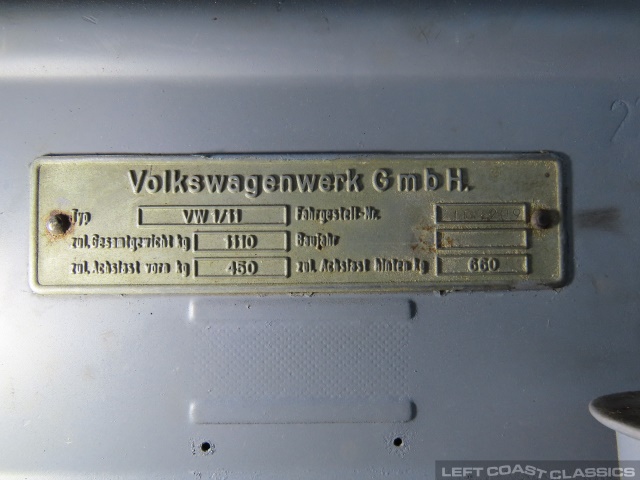 Volkswagenwerk GmbH.
Typ VW 1/11 Fahrgestell-Nr.
zul. Gesamtgewicht kg 1110 Baujahr
zul. Achslast vorn kg 450 zul. Achslast hinten kg 660
LEFT COAST CLASSICS